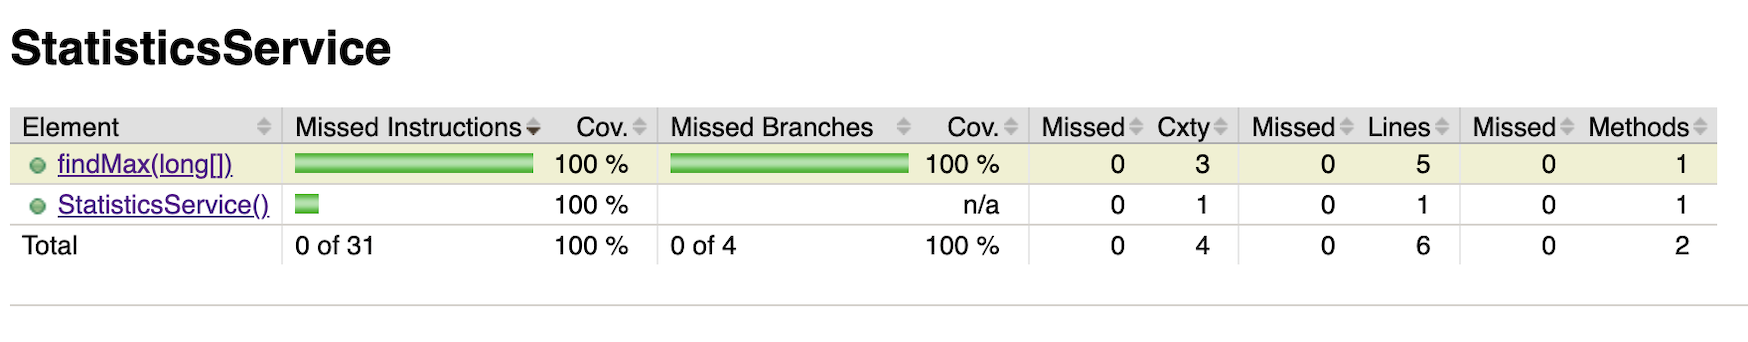 StatisticsService
Element Missed Instructions Cov. Missed Branches Cov. Missed Cxty Missed Lines Missed Methods
findMax(long[]) 100 % 100 % 0 3 0 5 0 1
StatisticsService() 100 % n/a 0 1 0 1 0 1
Total 0 of 31 100 % 0 of 4 100 % 0 4 0 6 0 2